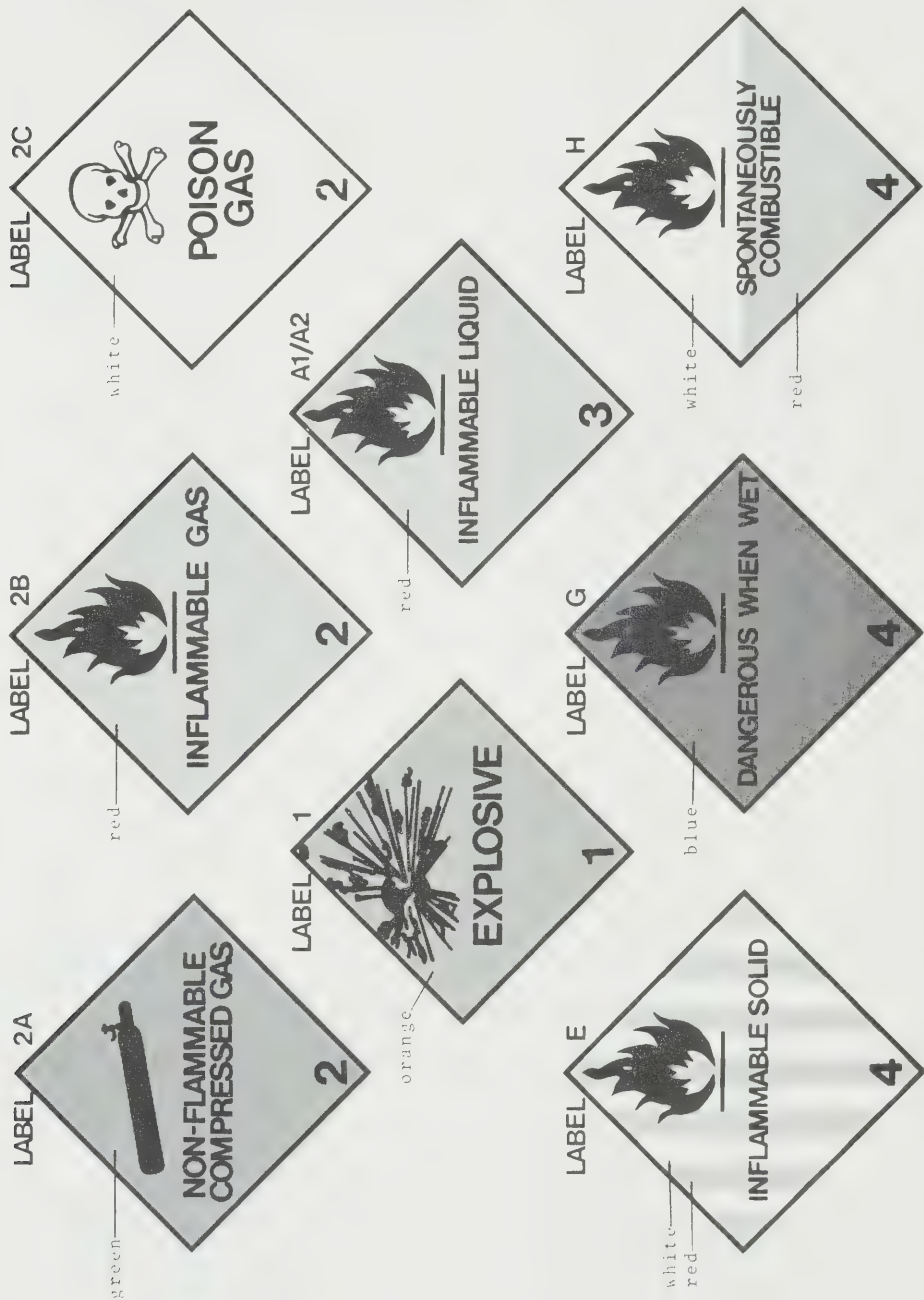 LABEL 2A
green
NON-FLAMMABLE
COMPRESSED GAS
2
LABEL 2B
red
INFLAMMABLE GAS
2
LABEL 2C
white
POISON
GAS
2
LABEL 1
orange
EXPLOSIVE
1
LABEL A1/A2
red
INFLAMMABLE LIQUID
3
LABEL E
white
red
INFLAMMABLE SOLID
4
LABEL G
blue
DANGEROUS WHEN WET
4
LABEL H
white
SPONTANEOUSLY
COMBUSTIBLE
red
4